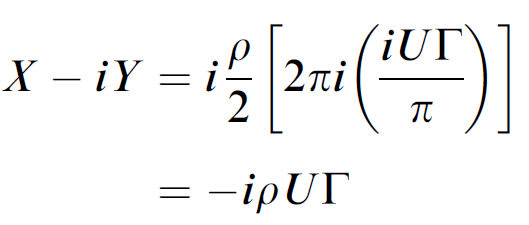 X − iY = i ρ/2 [2πi (iUΓ/π)]
= −iρUΓ